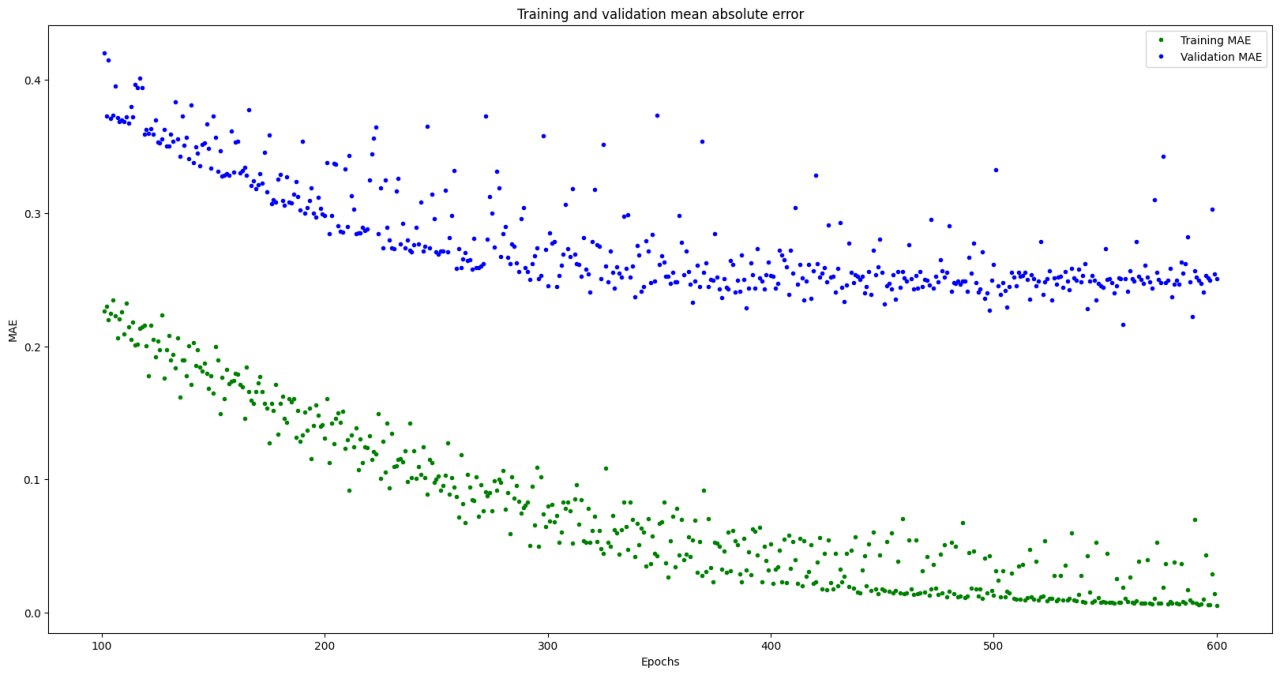 Training and validation mean absolute error
Training MAE
Validation MAE
0.4
0.3
0.2
0.1
0.0
MAE
100
200
300
400
500
600
Epochs